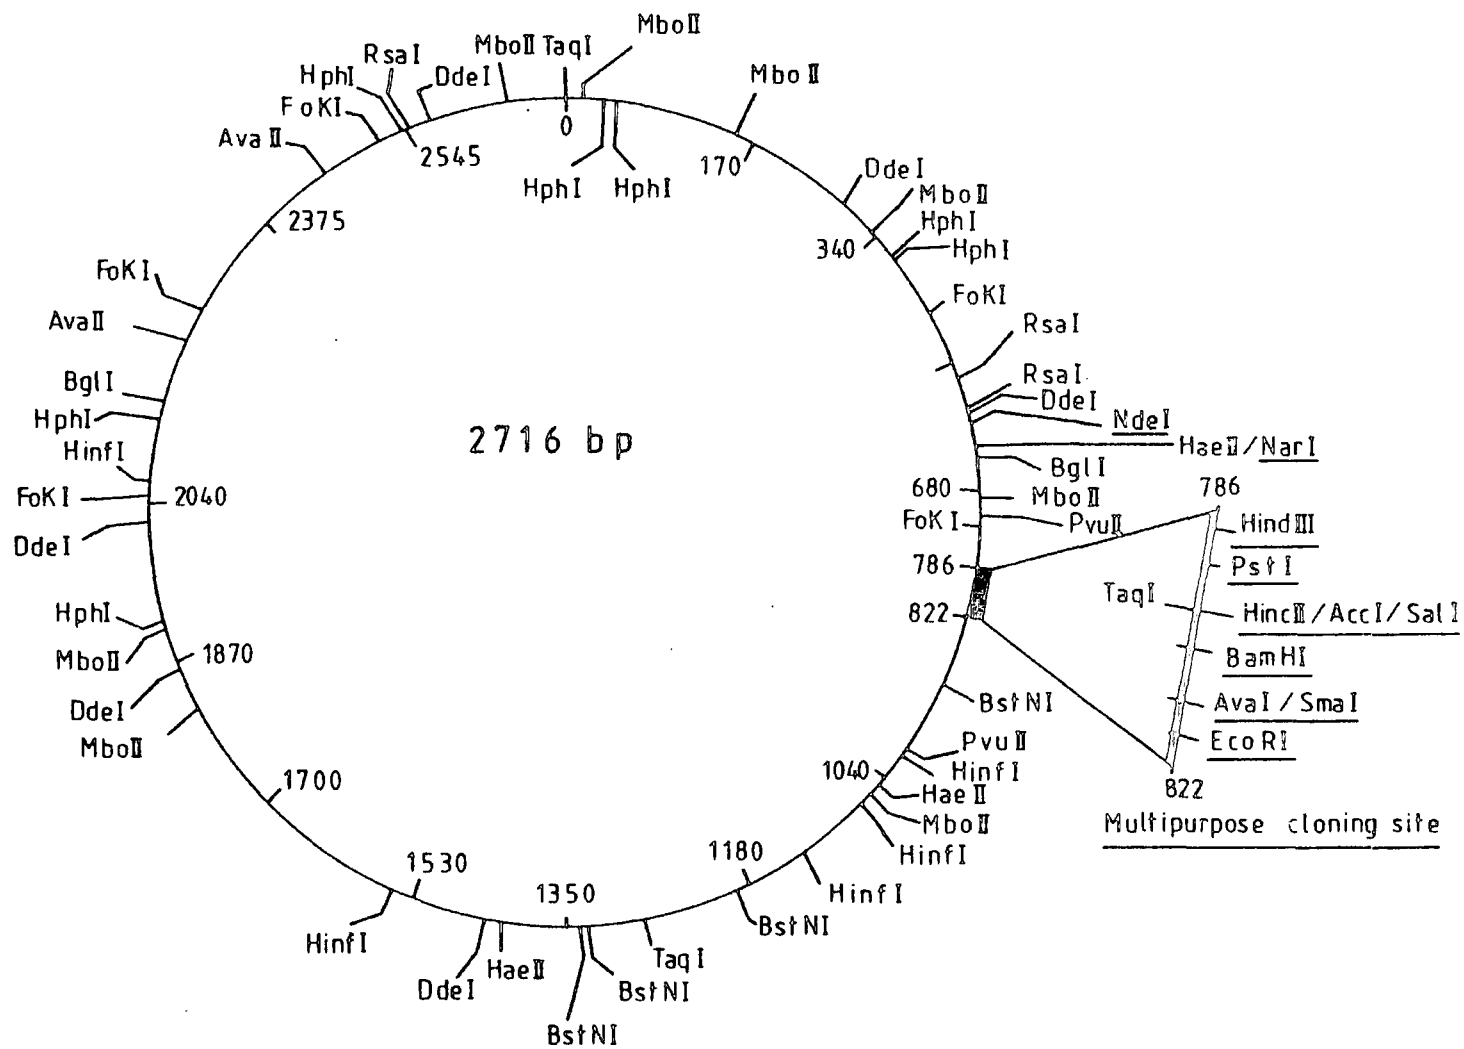 MboII
TaqI
MboII
RsaI
DdeI
HphI
FoKI
MboII
AvaII
0
2545
170
HphI
HphI
DdeI
MboII
2375
340
HphI
HphI
FoKI
FoKI
AvaII
RsaI
BglI
RsaI
DdeI
HphI
NdeI
2716 bp
HinfI
HaeII/NarI
BglI
FoKI
2040
680
MboII
786
FoKI
PvuII
HindIII
DdeI
786
PstI
TaqI
HphI
822
HincII/AccI/SalI
MboII
1870
BamHI
DdeI
BstNI
AvaI/SmaI
MboII
PvuII
EcoRI
HinfI
1700
1040
HaeII
822
MboII
Multipurpose cloning site
HinfI
1530
1180
1350
HinfI
HinfI
BstNI
TaqI
HaeII
DdeI
BstNI
BstNI